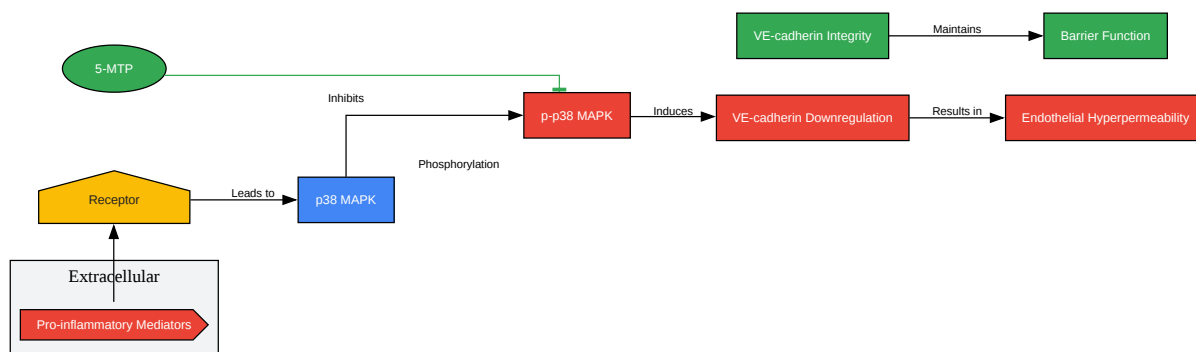 VE-cadherin Integrity
Maintains
Barrier Function
5-MTP
Inhibits
p-p38 MAPK
Induces
VE-cadherin Downregulation
Results in
Endothelial Hyperpermeability
Phosphorylation
Receptor
Leads to
p38 MAPK
Extracellular
Pro-inflammatory Mediators